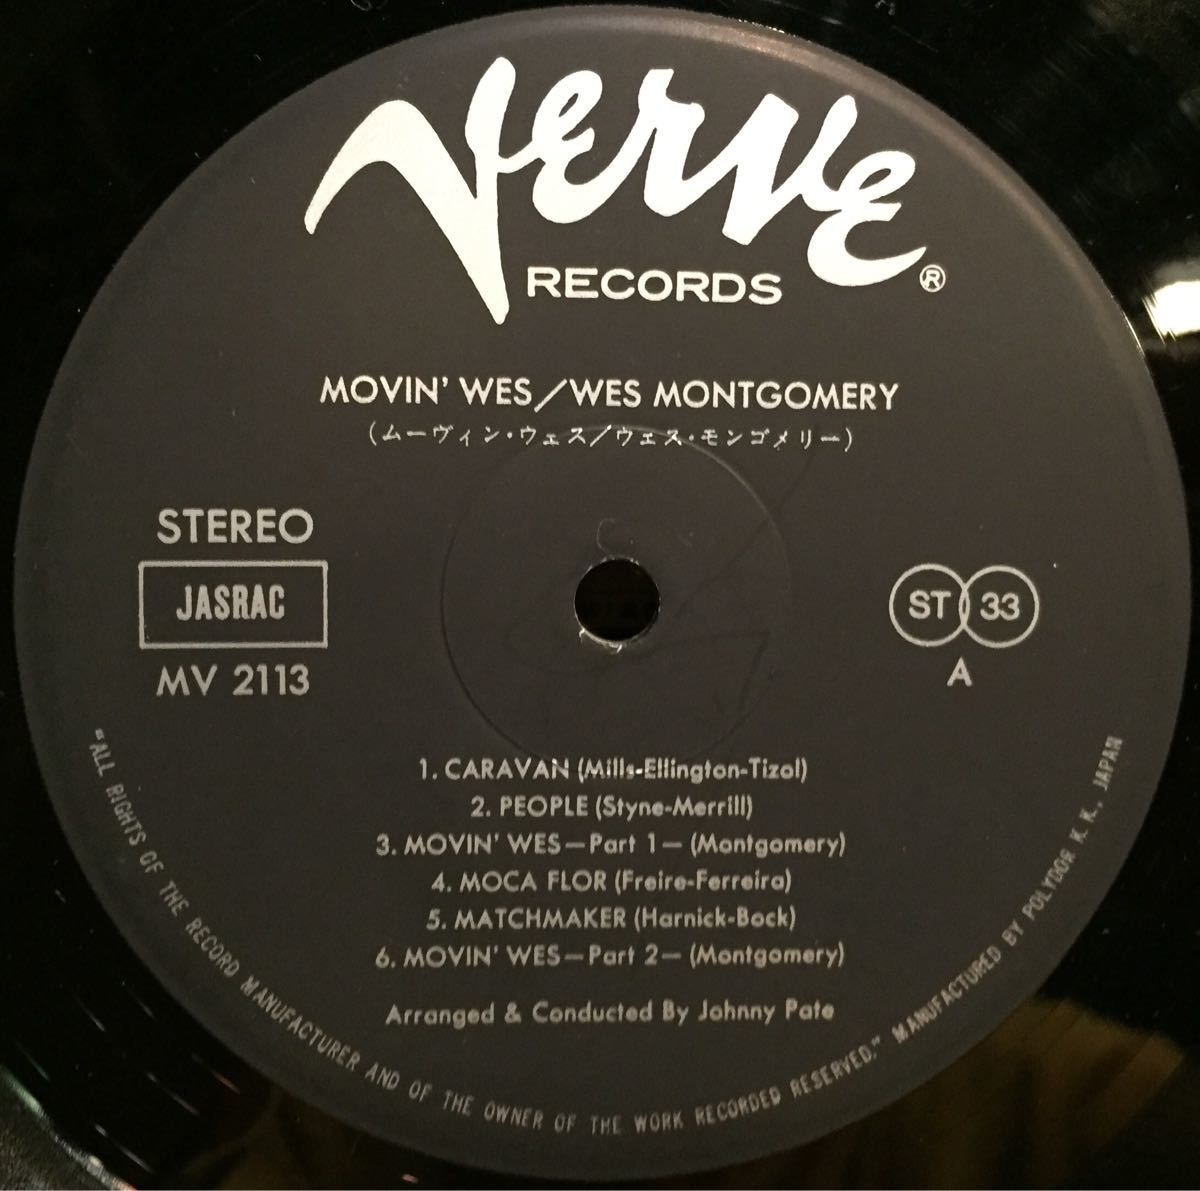 Verve
RECORDS ®
MOVIN' WES/WES MONTGOMERY
(ムーヴィン・ウェス/ウェス・モンゴメリー)
STEREO
JASRAC
MV 2113
ST 33
A
1. CARAVAN (Mills-Ellington-Tizol)
2. PEOPLE (Styne-Merrill)
3. MOVIN' WES—Part 1— (Montgomery)
4. MOCA FLOR (Freire-Ferreira)
5. MATCHMAKER (Harnick-Bock)
6. MOVIN' WES—Part 2— (Montgomery)
Arranged & Conducted By Johnny Pate
"ALL RIGHTS OF THE RECORD MANUFACTURER AND OF THE OWNER OF THE WORK RECORDED RESERVED." MANUFACTURED BY POLYDOR K.K., JAPAN